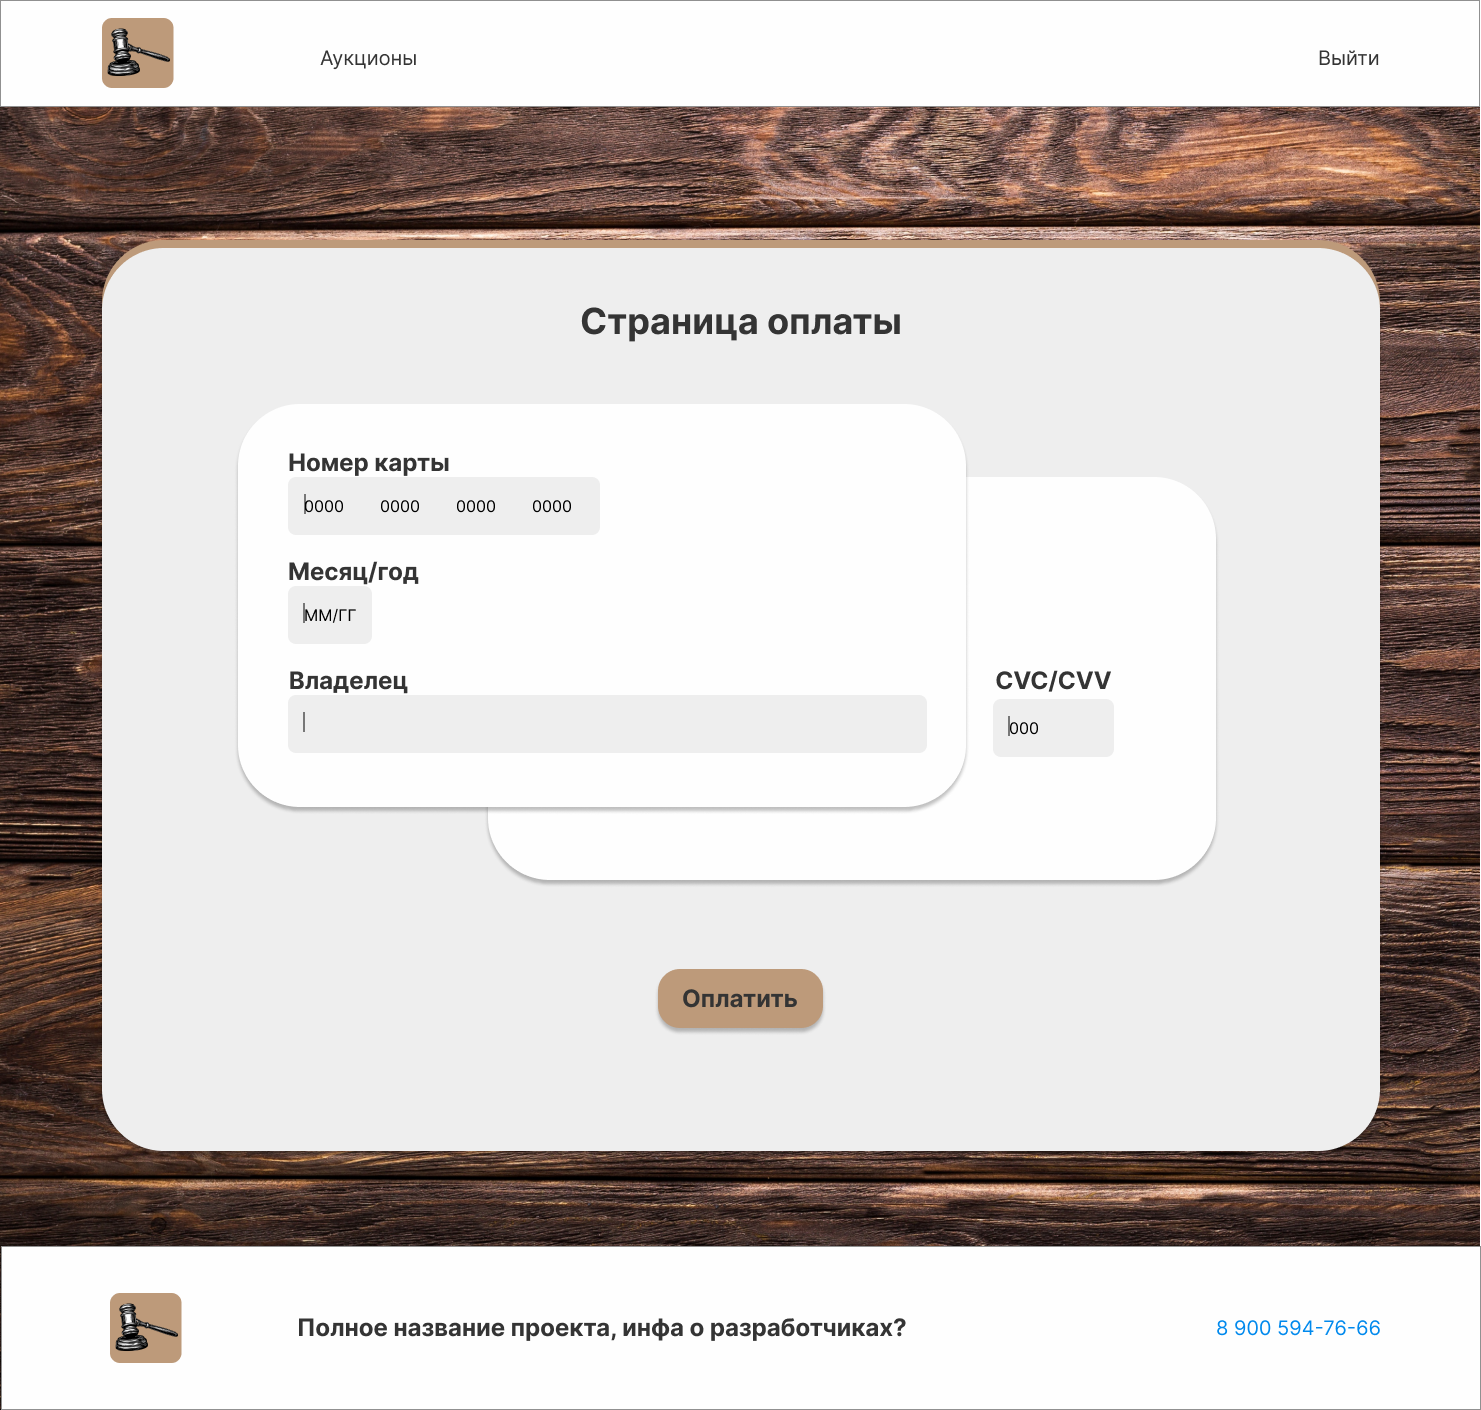 Аукционы
Выйти
Страница оплаты
Номер карты
0000 0000 0000 0000
Месяц/год
ММ/ГГ
Владелец
CVC/CVV
000
Оплатить
Полное название проекта, инфа о разработчиках?
8 900 594-76-66